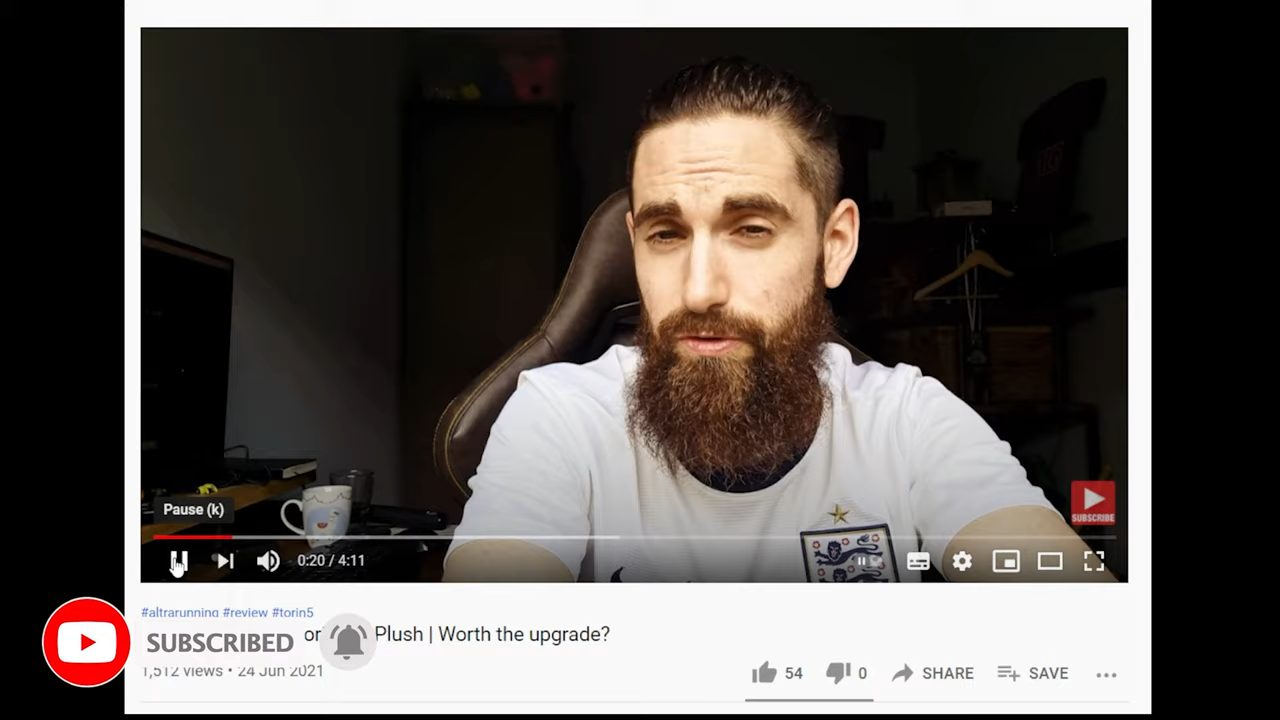 Pause (k)
SUBSCRIBE
0:20 / 4:11
#altrarunning #review #torin5
Plush | Worth the upgrade?
SUBSCRIBED
1,512 views • 24 Jun 2021
54
0
SHARE
SAVE